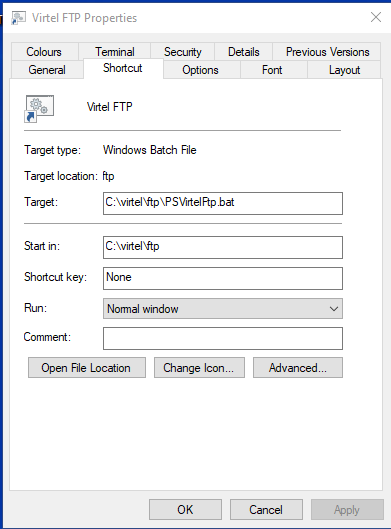 Virtel FTP Properties
Colours Terminal Security Details Previous Versions
General Shortcut Options Font Layout
Virtel FTP
Target type: Windows Batch File
Target location: ftp
Target: C:\virtel\ftp\PSVirtelFtp.bat
Start in: C:\virtel\ftp
Shortcut key: None
Run: Normal window
Comment:
Open File Location Change Icon... Advanced...
OK Cancel Apply